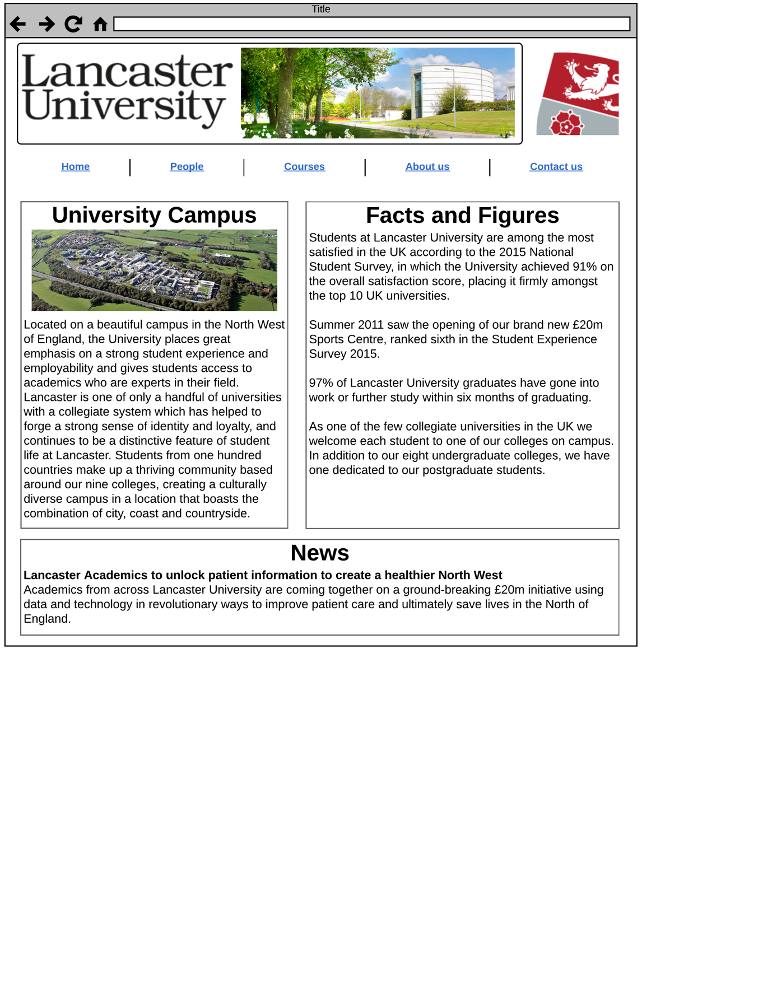 Title
Lancaster
University
Home
People
Courses
About us
Contact us
University Campus
Located on a beautiful campus in the North West
of England, the University places great
emphasis on a strong student experience and
employability and gives students access to
academics who are experts in their field.
Lancaster is one of only a handful of universities
with a collegiate system which has helped to
forge a strong sense of identity and loyalty, and
continues to be a distinctive feature of student
life at Lancaster. Students from one hundred
countries make up a thriving community based
around our nine colleges, creating a culturally
diverse campus in a location that boasts the
combination of city, coast and countryside.
Facts and Figures
Students at Lancaster University are among the most
satisfied in the UK according to the 2015 National
Student Survey, in which the University achieved 91% on
the overall satisfaction score, placing it firmly amongst
the top 10 UK universities.
Summer 2011 saw the opening of our brand new £20m
Sports Centre, ranked sixth in the Student Experience
Survey 2015.
97% of Lancaster University graduates have gone into
work or further study within six months of graduating.
As one of the few collegiate universities in the UK we
welcome each student to one of our colleges on campus.
In addition to our eight undergraduate colleges, we have
one dedicated to our postgraduate students.
News
Lancaster Academics to unlock patient information to create a healthier North West
Academics from across Lancaster University are coming together on a ground-breaking £20m initiative using
data and technology in revolutionary ways to improve patient care and ultimately save lives in the North of
England.